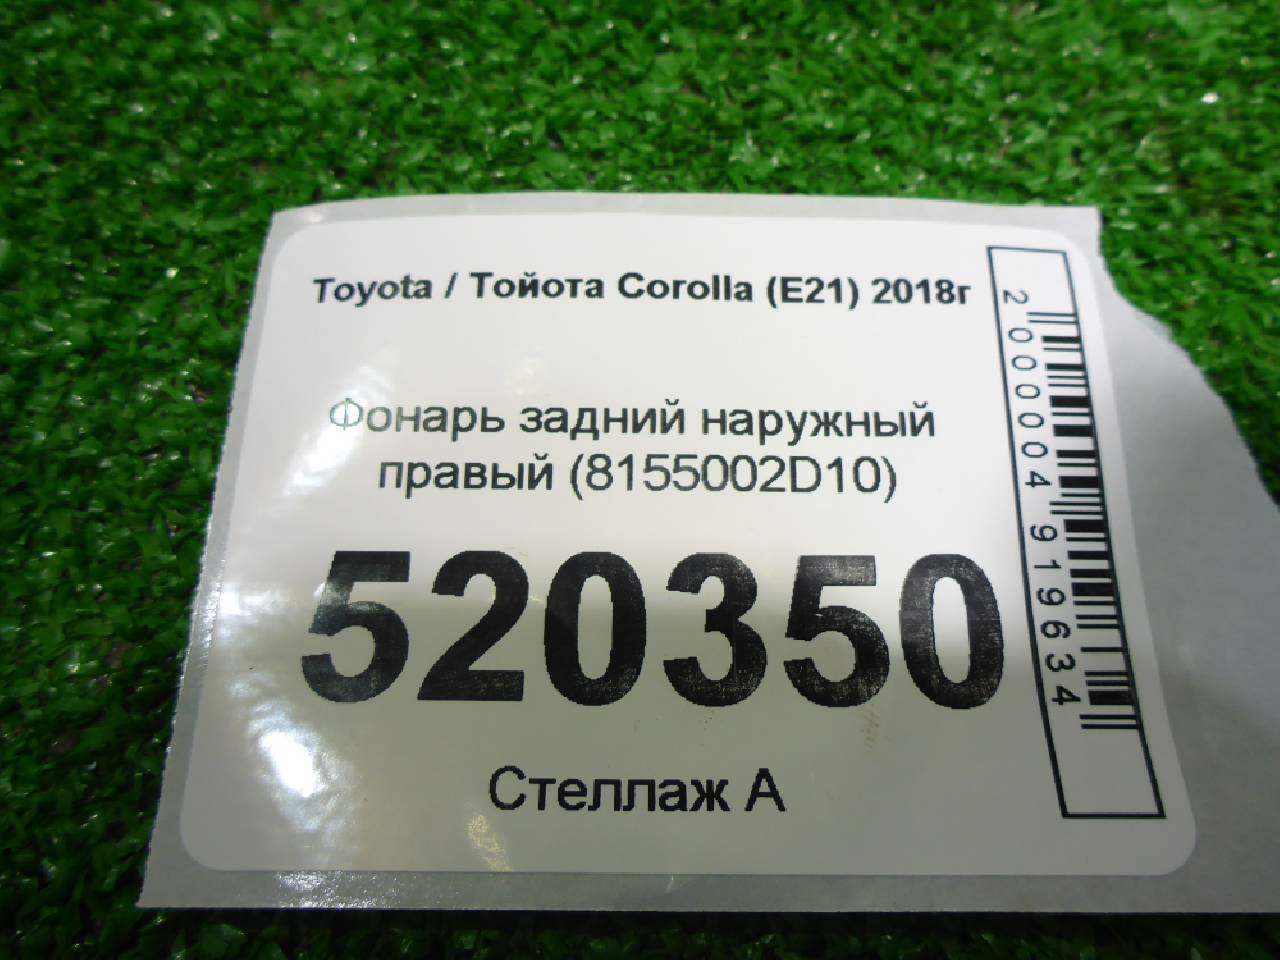 Toyota / Тойота Corolla (E21) 2018г
Фонарь задний наружный
правый (8155002D10)
520350
Стеллаж А
2000004919634